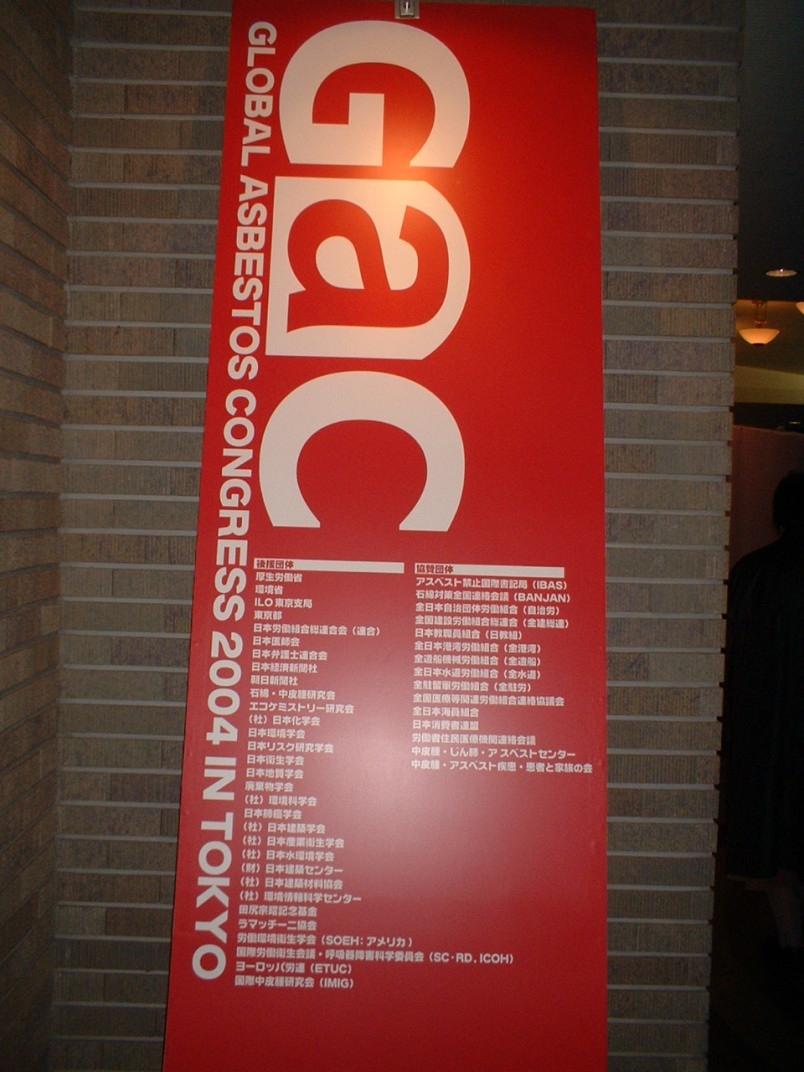 GaC
GLOBAL ASBESTOS CONGRESS 2004 IN TOKYO
後援団体
厚生労働省
環境省
ILO東京支局
東京都
日本労働組合総連合会（連合）
日本医師会
日本弁護士連合会
日本経済新聞社
朝日新聞社
石綿・中皮腫研究会
エコケミストリー研究会
（社）日本化学会
日本環境学会
日本リスク研究学会
日本衛生学会
日本地質学会
廃棄物学会
（社）環境科学会
日本肺癌学会
（社）日本建築学会
（社）日本産業衛生学会
（社）日本水環境学会
（財）日本建築センター
（社）日本建築材料協会
（社）環境情報科学センター
田尻宗昭記念基金
ラマッチーニ協会
労働環境衛生学会（SOEH：アメリカ）
国際労働衛生会議・呼吸器障害科学委員会（SC・RD，ICOH）
ヨーロッパ労連（ETUC）
国際中皮腫研究会（IMIG）
協賛団体
アスベスト禁止国際書記局（IBAS）
石綿対策全国連絡会議（BANJAN）
全日本自治団体労働組合（自治労）
全国建設労働組合総連合（全建総連）
日本教職員組合（日教組）
全日本港湾労働組合（全港湾）
全造船機械労働組合（全造船）
全日本水道労働組合（全水道）
全駐留軍労働組合（全駐労）
全国医療等関連労働組合連絡協議会
全日本海員組合
日本消費者連盟
労働者住民医療機関連絡会議
中皮腫・じん肺・アスベストセンター
中皮腫・アスベスト疾患・患者と家族の会